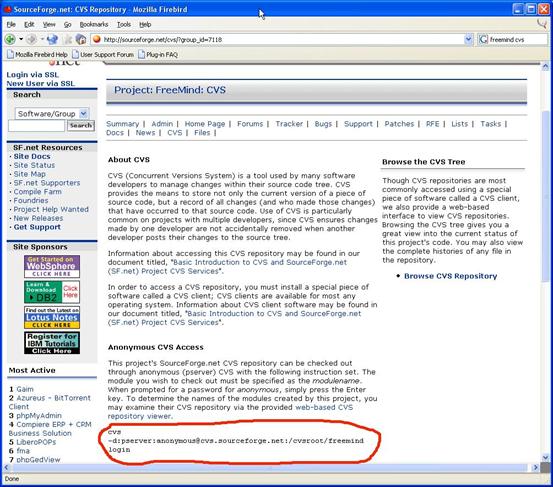 SourceForge.net: CVS Repository - Mozilla Firebird
File Edit View Go Bookmarks Tools Help
http://sourceforge.net/cvs/?group_id=7118
freemind cvs
Mozilla Firebird Help User Support Forum Plug-in FAQ
.net
Login via SSL
New User via SSL
Search
Software/Group
Search
SF.net Resources
· Site Docs
· Site Status
· Site Map
· SF.net Supporters
· Compile Farm
· Foundries
· Project Help Wanted
· New Releases
· Get Support
Site Sponsors
Get Started on
WebSphere
CLICK HERE
Learn &
Download
DB2
Click
Here
Find out the Latest on
Lotus Notes
CLICK HERE
Register for
IBM Tutorials
Click Here
Most Active
1 Gaim
2 Azureus - BitTorrent
Client
3 phpMyAdmin
4 Compiere ERP + CRM
Business Solution
5 LiberoPOPs
6 fma
7 phpGedView
Project: FreeMind: CVS
Summary | Admin | Home Page | Forums | Tracker | Bugs | Support | Patches | RFE | Lists | Tasks |
Docs | News | CVS | Files |
About CVS
CVS (Concurrent Versions System) is a tool used by many software
developers to manage changes within their source code tree. CVS
provides the means to store not only the current version of a piece of
source code, but a record of all changes (and who made those changes)
that have occurred to that source code. Use of CVS is particularly
common on projects with multiple developers, since CVS ensures changes
made by one developer are not accidentally removed when another
developer posts their changes to the source tree.
Information about accessing this CVS repository may be found in our
document titled, "Basic Introduction to CVS and SourceForge.net
(SF.net) Project CVS Services".
In order to access a CVS repository, you must install a special piece of
software called a CVS client; CVS clients are available for most any
operating system. Information about CVS client software may be found in
our document titled, "Basic Introduction to CVS and SourceForge.net
(SF.net) Project CVS Services".
Anonymous CVS Access
This project's SourceForge.net CVS repository can be checked out
through anonymous (pserver) CVS with the following instruction set. The
module you wish to check out must be specified as the modulename.
When prompted for a password for anonymous, simply press the Enter
key. To determine the names of the modules created by this project, you
may examine their CVS repository via the provided web-based CVS
repository viewer.
cvs
-d:pserver:anonymous@cvs.sourceforge.net:/cvsroot/freemind
login
Browse the CVS Tree
Though CVS repositories are most
commonly accessed using a special
piece of software called a CVS client,
we also provide a web-based
interface to view CVS repositories.
Browsing the CVS tree gives you a
great view into the current status of
this project's code. You may also view
the complete histories of any file in
the repository.
• Browse CVS Repository
Done